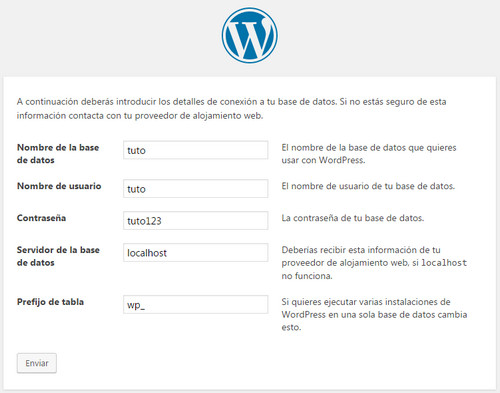 A continuación deberás introducir los detalles de conexión a tu base de datos. Si no estás seguro de esta
información contacta con tu proveedor de alojamiento web.
Nombre de la base
de datos
tuto
El nombre de la base de datos que quieres
usar con WordPress.
Nombre de usuario
tuto
El nombre de usuario de tu base de datos.
Contraseña
tuto123
La contraseña de tu base de datos.
Servidor de la base
de datos
localhost
Deberías recibir esta información de tu
proveedor de alojamiento web, si localhost
no funciona.
Prefijo de tabla
wp_
Si quieres ejecutar varias instalaciones de
WordPress en una sola base de datos cambia
esto.
Enviar